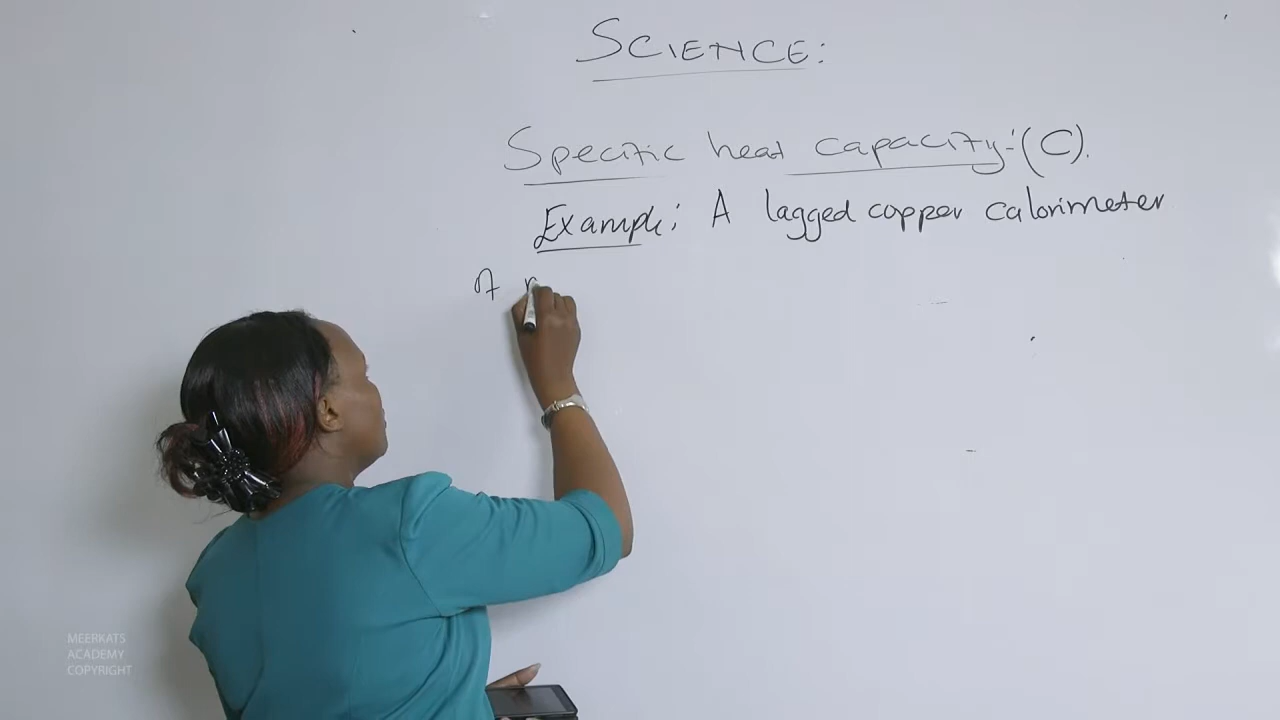 SCIENCE:
Specific heat capacity:-(C).
Example: A lagged copper calorimeter
of
MEERKATS
ACADEMY
COPYRIGHT